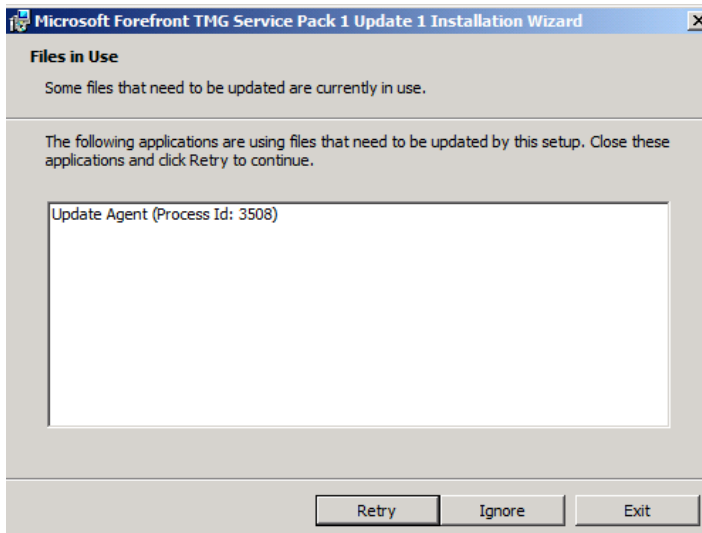 Microsoft Forefront TMG Service Pack 1 Update 1 Installation Wizard
Files in Use
Some files that need to be updated are currently in use.
The following applications are using files that need to be updated by this setup. Close these
applications and click Retry to continue.
Update Agent (Process Id: 3508)
Retry Ignore Exit